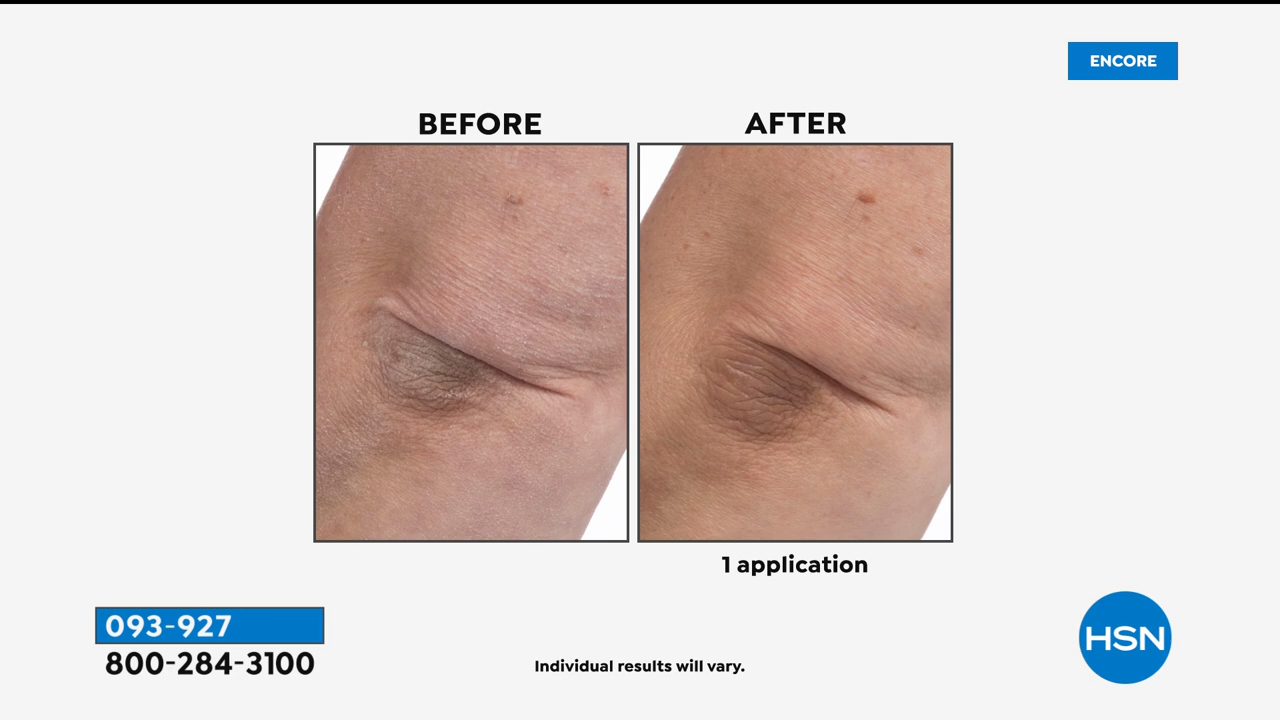 ENCORE
BEFORE
AFTER
1 application
093-927
800-284-3100
Individual results will vary.
HSN